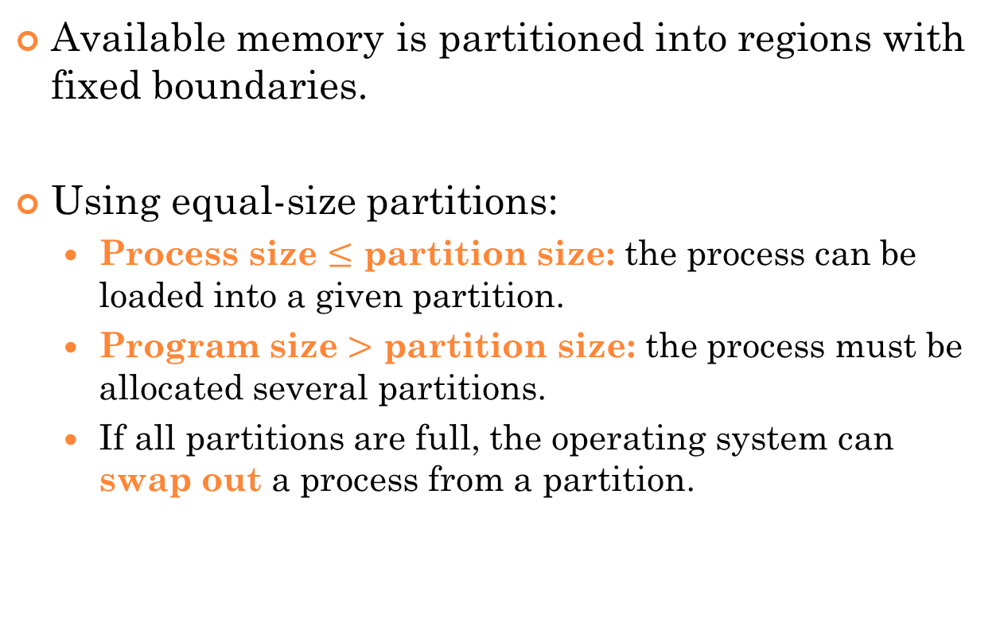 Available memory is partitioned into regions with
fixed boundaries.
Using equal-size partitions:
Process size ≤ partition size: the process can be
loaded into a given partition.
Program size > partition size: the process must be
allocated several partitions.
If all partitions are full, the operating system can
swap out a process from a partition.